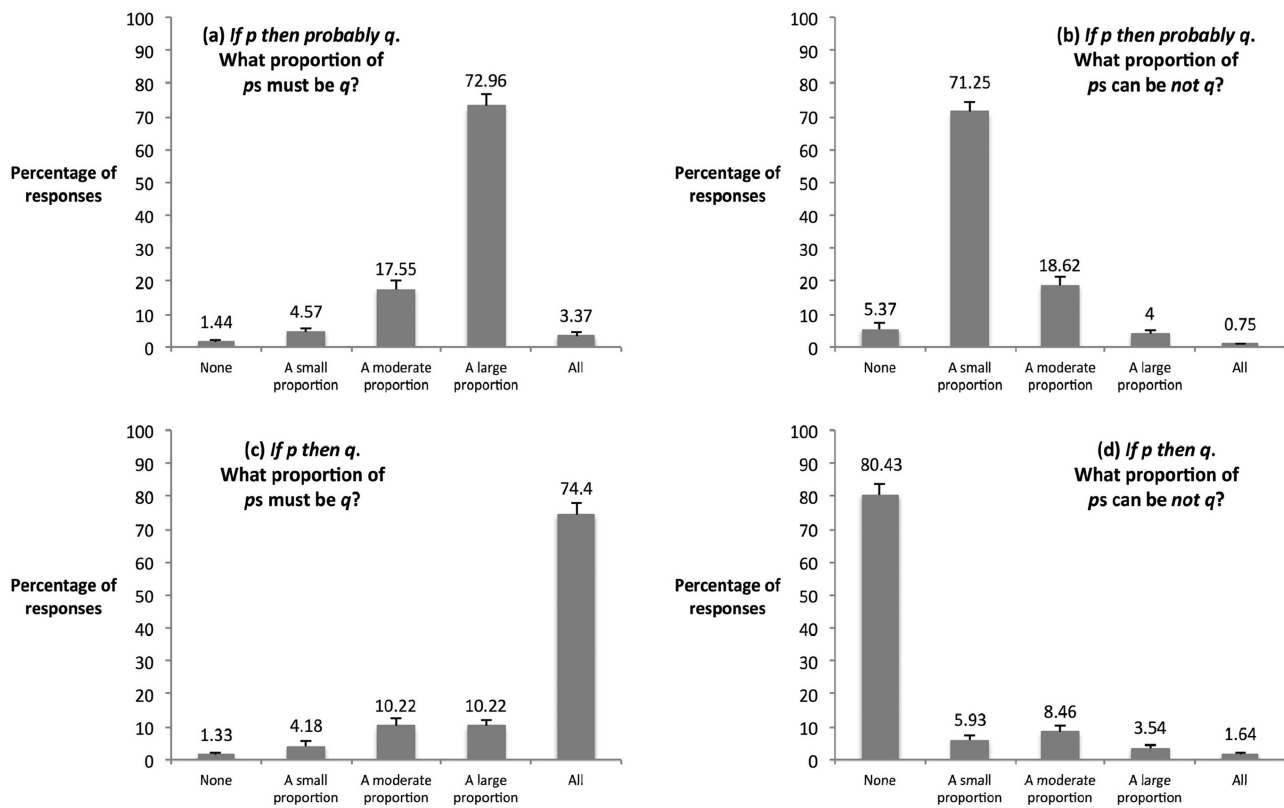 (a) If p then probably q.
What proportion of
ps must be q?
Percentage of
responses
100
90
80
70
60
50
40
30
20
10
0
1.44
4.57
17.55
72.96
3.37
None
A small
proportion
A moderate
proportion
A large
proportion
All
(b) If p then probably q.
What proportion of
ps can be not q?
Percentage of
responses
100
90
80
70
60
50
40
30
20
10
0
5.37
71.25
18.62
4
0.75
None
A small
proportion
A moderate
proportion
A large
proportion
All
(c) If p then q.
What proportion of
ps must be q?
Percentage of
responses
100
90
80
70
60
50
40
30
20
10
0
1.33
4.18
10.22
10.22
74.4
None
A small
proportion
A moderate
proportion
A large
proportion
All
(d) If p then q.
What proportion of
ps can be not q?
Percentage of
responses
100
90
80
70
60
50
40
30
20
10
0
80.43
5.93
8.46
3.54
1.64
None
A small
proportion
A moderate
proportion
A large
proportion
All